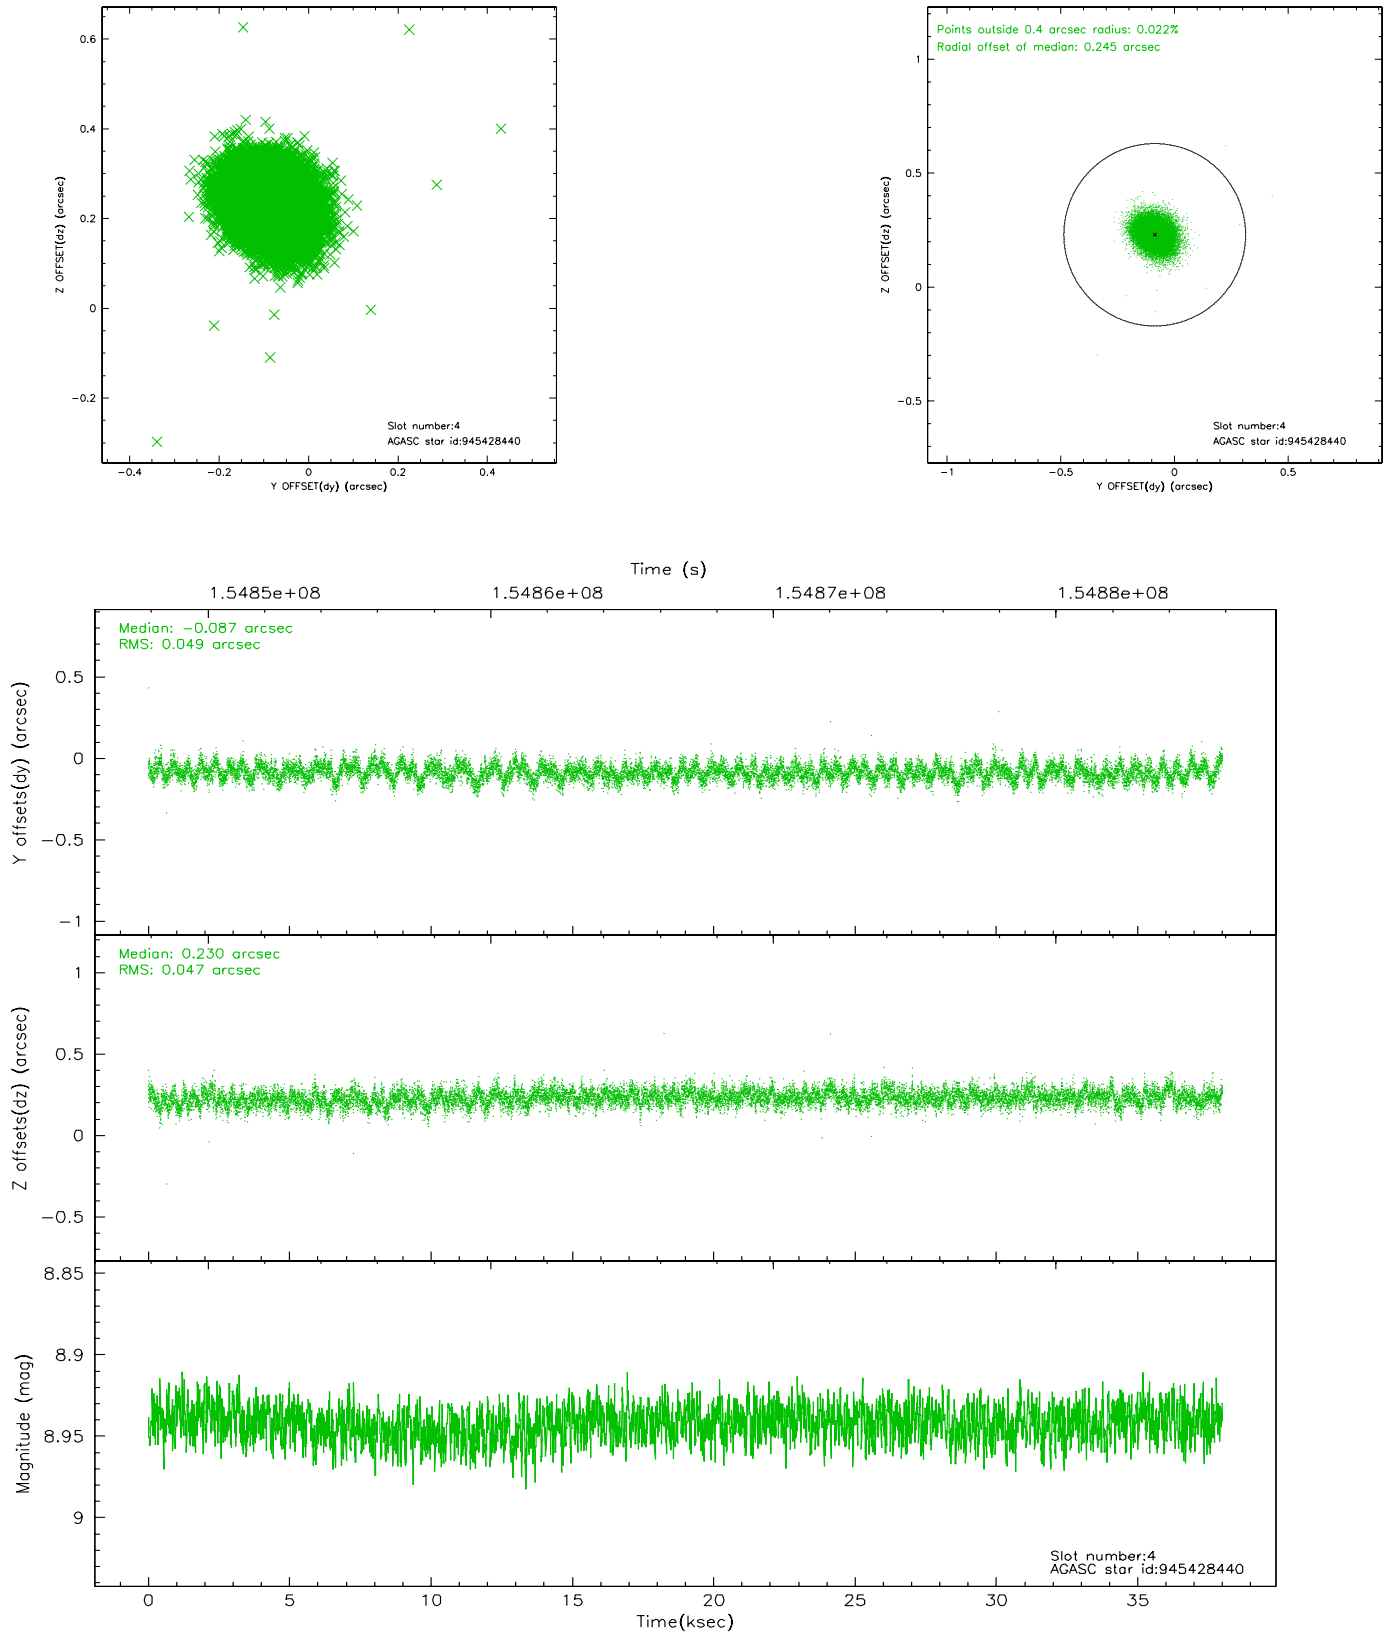 0.6
0.4
0.2
0
−0.2
Z OFFSET(dz) (arcsec)
Slot number:4
AGASC star id:945428440
−0.4 −0.2 0 0.2 0.4
Y OFFSET(dy) (arcsec)
Points outside 0.4 arcsec radius: 0.022%
Radial offset of median: 0.245 arcsec
1
0.5
0
−0.5
Z OFFSET(dz) (arcsec)
Slot number:4
AGASC star id:945428440
−1 −0.5 0 0.5
Y OFFSET(dy) (arcsec)
Time (s)
1.5485e+08 1.5486e+08 1.5487e+08 1.5488e+08
Median: −0.087 arcsec
RMS: 0.049 arcsec
0.5
0
−0.5
−1
Y offsets(dy) (arcsec)
Median: 0.230 arcsec
RMS: 0.047 arcsec
1
0.5
0
−0.5
Z offsets(dz) (arcsec)
8.85
8.9
8.95
9
Magnitude (mag)
Slot number:4
AGASC star id:945428440
0 5 10 15 20 25 30 35
Time(ksec)